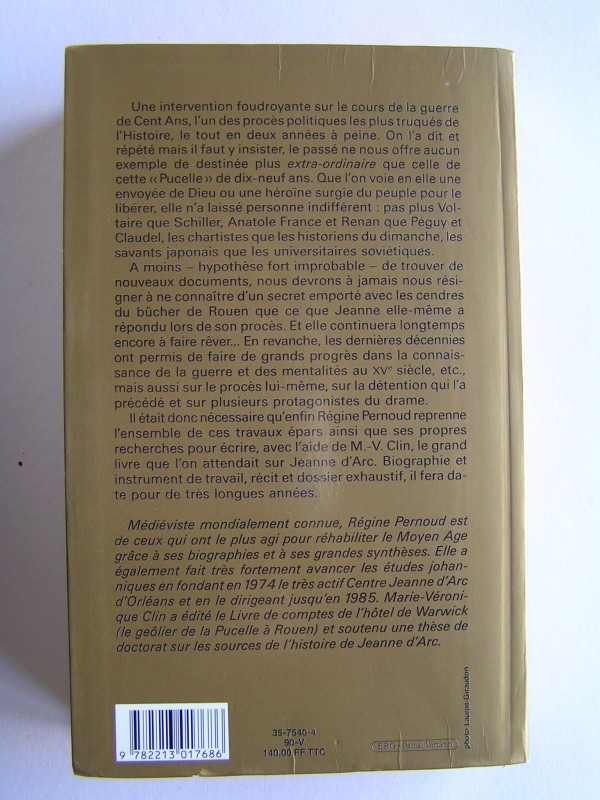 Une intervention foudroyante sur le cours de la guerre
de Cent Ans, l'un des procès politiques les plus truqués de
l'Histoire, le tout en deux années à peine. On l'a dit et
répété mais il faut y insister, le passé ne nous offre aucun
exemple de destinée plus extra-ordinaire que celle de
cette « Pucelle » de dix-neuf ans. Que l'on voie en elle une
envoyée de Dieu ou une héroïne surgie du peuple pour le
libérer, elle n'a laissé personne indifférent : pas plus Vol-
taire que Schiller, Anatole France et Renan que Péguy et
Claudel, les chartistes que les historiens du dimanche, les
savants japonais que les universitaires soviétiques.
A moins – hypothèse fort improbable – de trouver de
nouveaux documents, nous devrons à jamais nous rési-
gner à ne connaître d'un secret emporté avec les cendres
du bûcher de Rouen que ce que Jeanne elle-même a
répondu lors de son procès. Et elle continuera longtemps
encore à faire rêver... En revanche, les dernières décennies
ont permis de faire de grands progrès dans la connais-
sance de la guerre et des mentalités au XVe siècle, etc.,
mais aussi sur le procès lui-même, sur la détention qui l'a
précédé et sur plusieurs protagonistes du drame.
Il était donc nécessaire qu'enfin Régine Pernoud reprenne
l'ensemble de ces travaux épars ainsi que ses propres
recherches pour écrire, avec l'aide de M.-V. Clin, le grand
livre que l'on attendait sur Jeanne d'Arc. Biographie et
instrument de travail, récit et dossier exhaustif, il fera da-
te pour de très longues années.
Médiéviste mondialement connue, Régine Pernoud est
de ceux qui ont le plus agi pour réhabiliter le Moyen Age
grâce à ses biographies et à ses grandes synthèses. Elle a
également fait très fortement avancer les études johan-
niques en fondant en 1974 le très actif Centre Jeanne d'Arc
d'Orléans et en le dirigeant jusqu'en 1985. Marie-Véroni-
que Clin a édité le Livre de comptes de l'hôtel de Warwick
(le geôlier de la Pucelle à Rouen) et soutenu une thèse de
doctorat sur les sources de l'histoire de Jeanne d'Arc.
photo Lauros-Giraudon
9 782213 017686
35-7540-4
90-V
140,00 FF TTC